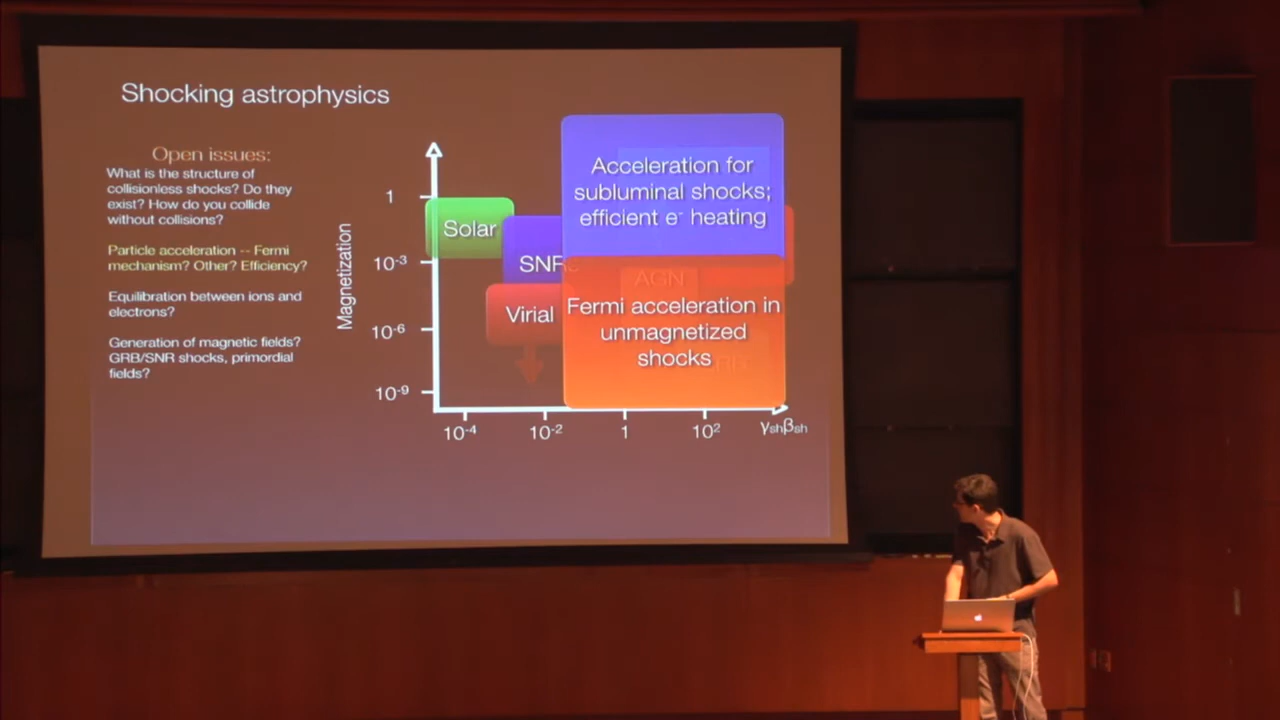 Shocking astrophysics
Open issues:
What is the structure of
collisionless shocks? Do they
exist? How do you collide
without collisions?
Particle acceleration -- Fermi
mechanism? Other? Efficiency?
Equilibration between ions and
electrons?
Generation of magnetic fields?
GRB/SNR shocks, primordial
fields?
Magnetization
1
10⁻³
10⁻⁶
10⁻⁹
Solar
SNRs
Virial
Acceleration for
subluminal shocks;
efficient e⁻ heating
AGN
Fermi acceleration in
unmagnetized
shocks
10⁻⁴
10⁻²
1
10²
γshβsh